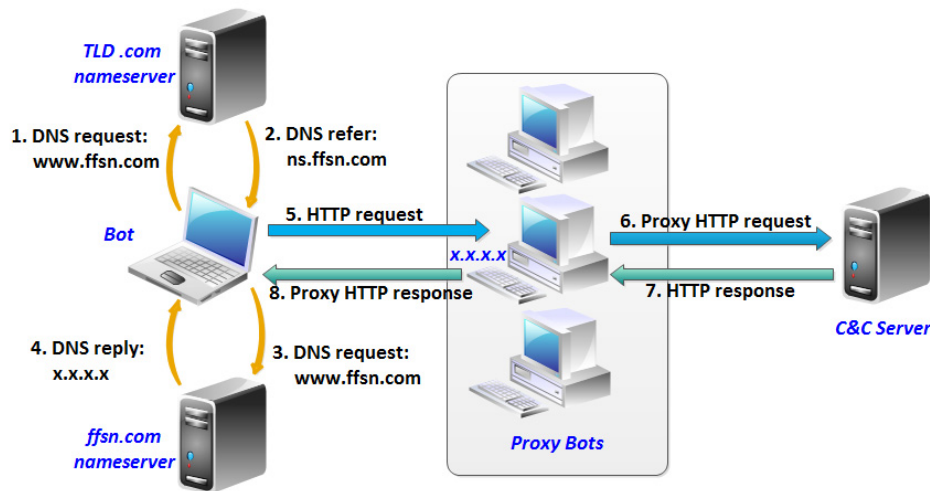 TLD .com
nameserver
1. DNS request:
www.ffsn.com
2. DNS refer:
ns.ffsn.com
Bot
5. HTTP request
6. Proxy HTTP request
x.x.x.x
8. Proxy HTTP response
7. HTTP response
C&C Server
4. DNS reply:
x.x.x.x
3. DNS request:
www.ffsn.com
ffsn.com
nameserver
Proxy Bots